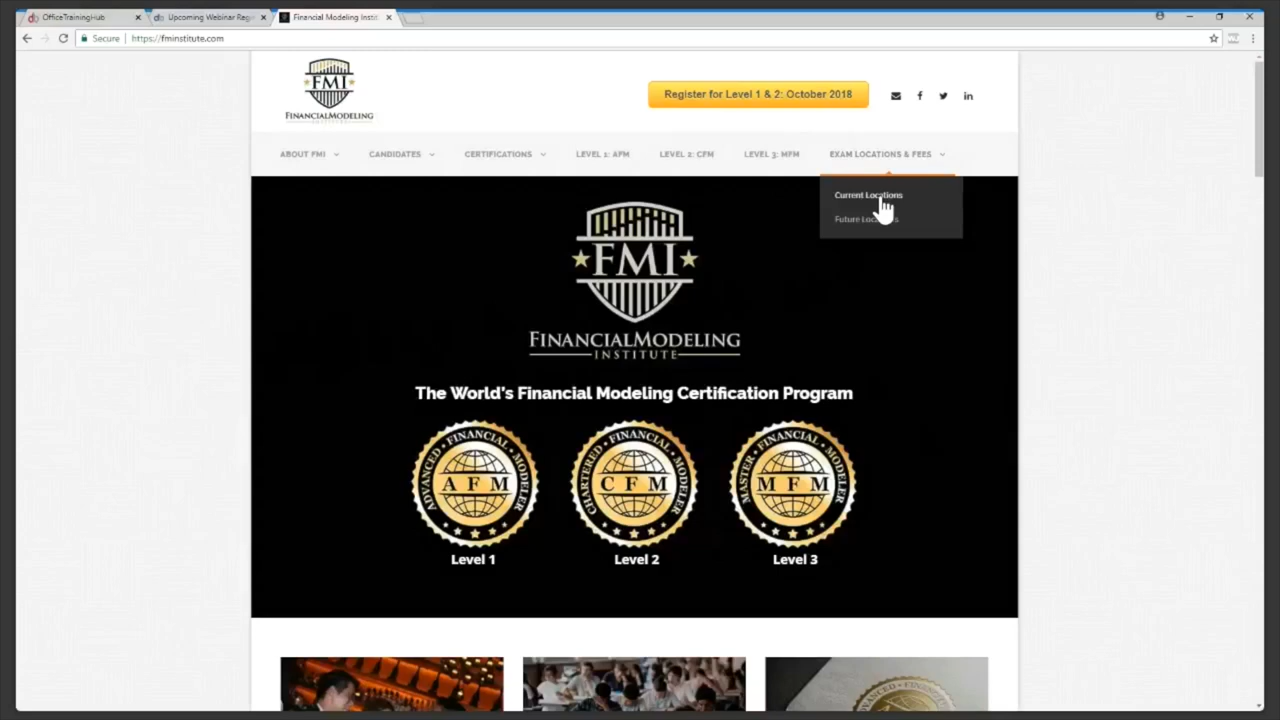 OfficeTrainingHub
Upcoming Webinar Regi
Financial Modeling Instit
Secure
https://fminstitute.com
FMI
FINANCIALMODELING
INSTITUTE
Register for Level 1 & 2: October 2018
ABOUT FMI
CANDIDATES
CERTIFICATIONS
LEVEL 1: AFM
LEVEL 2: CFM
LEVEL 3: MFM
EXAM LOCATIONS & FEES
Current Locations
FMI
FINANCIALMODELING
INSTITUTE
The World's Financial Modeling Certification Program
ADVANCED • FINANCIAL • MODELER
AFM
CHARTERED • FINANCIAL • MODELER
CFM
MASTER • FINANCIAL • MODELER
MFM
Level 1
Level 2
Level 3